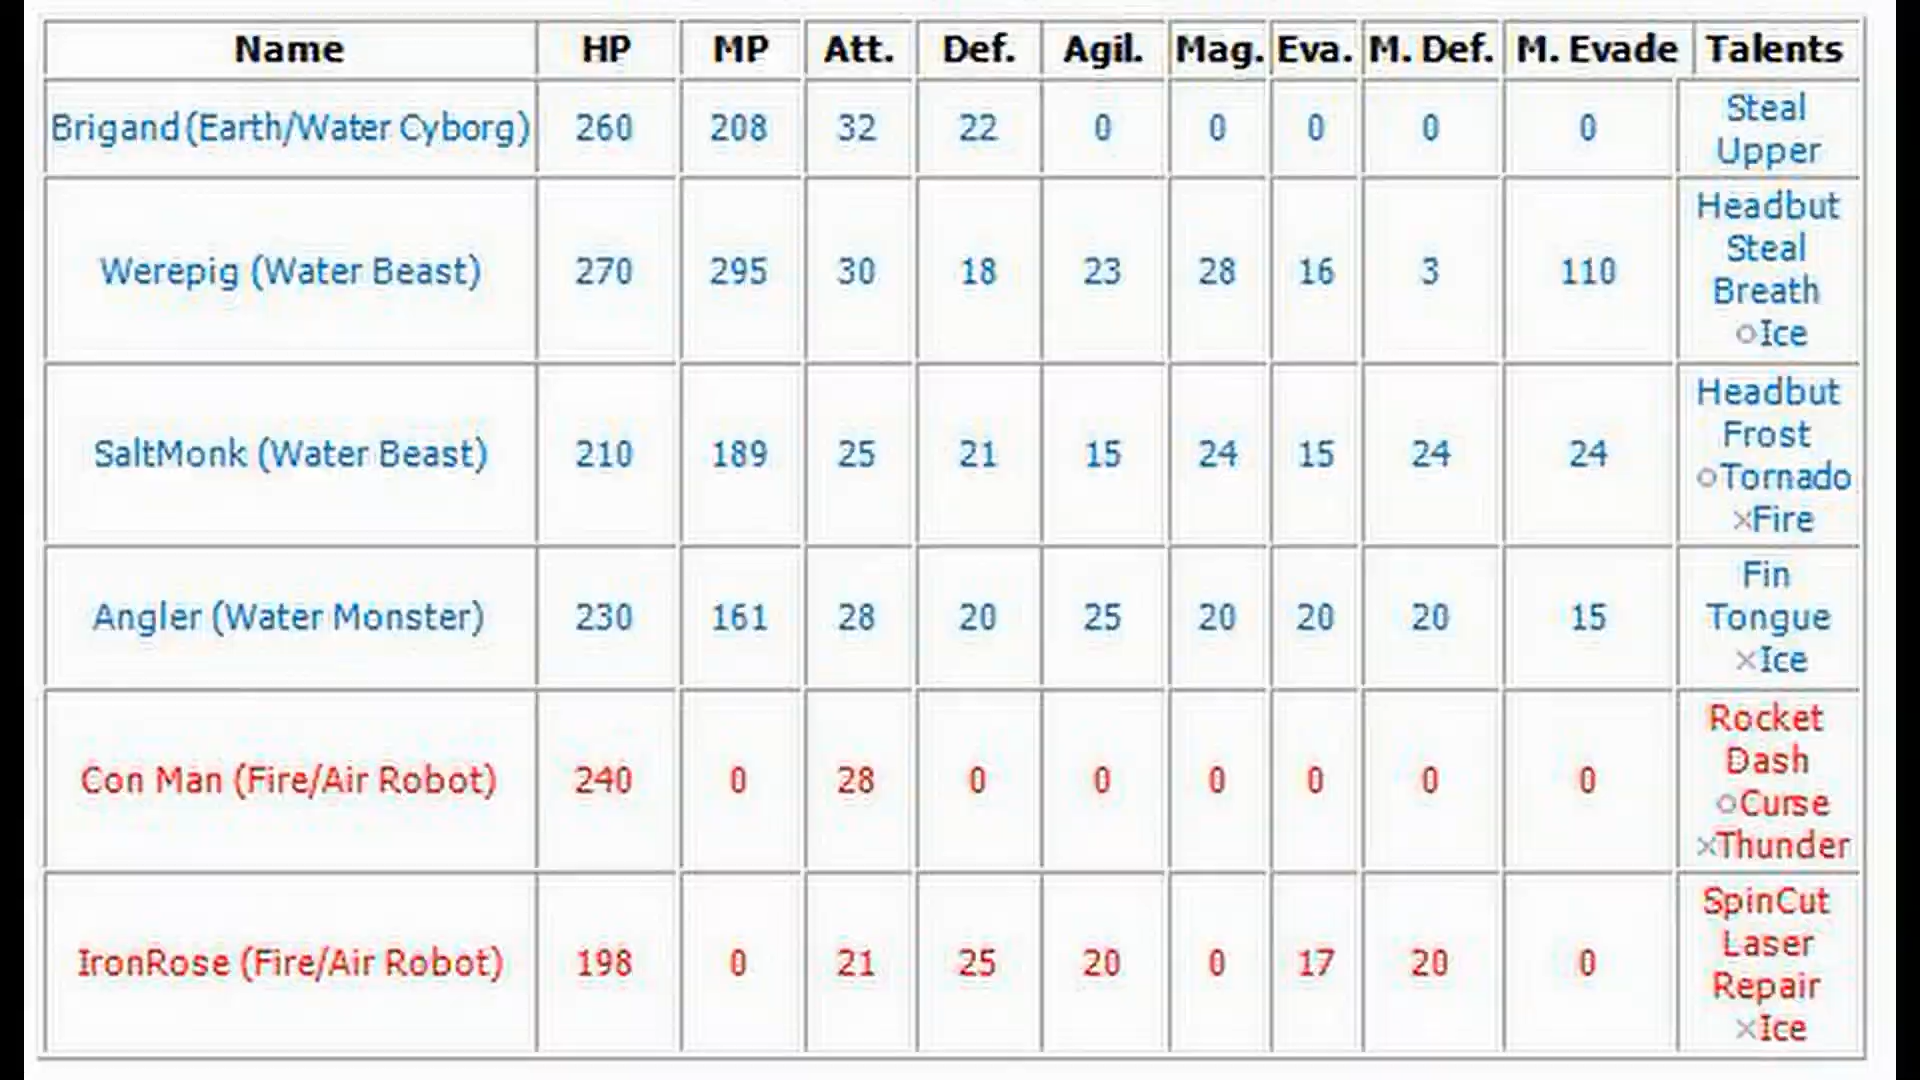 Name HP MP Att. Def. Agil. Mag. Eva. M. Def. M. Evade Talents
Brigand (Earth/Water Cyborg) 260 208 32 22 0 0 0 0 0 Steal
Upper
Werepig (Water Beast) 270 295 30 18 23 28 16 3 110 Headbut
Steal
Breath
○Ice
SaltMonk (Water Beast) 210 189 25 21 15 24 15 24 24 Headbut
Frost
○Tornado
×Fire
Angler (Water Monster) 230 161 28 20 25 20 20 20 15 Fin
Tongue
×Ice
Con Man (Fire/Air Robot) 240 0 28 0 0 0 0 0 0 Rocket
Dash
○Curse
×Thunder
IronRose (Fire/Air Robot) 198 0 21 25 20 0 17 20 0 SpinCut
Laser
Repair
×Ice